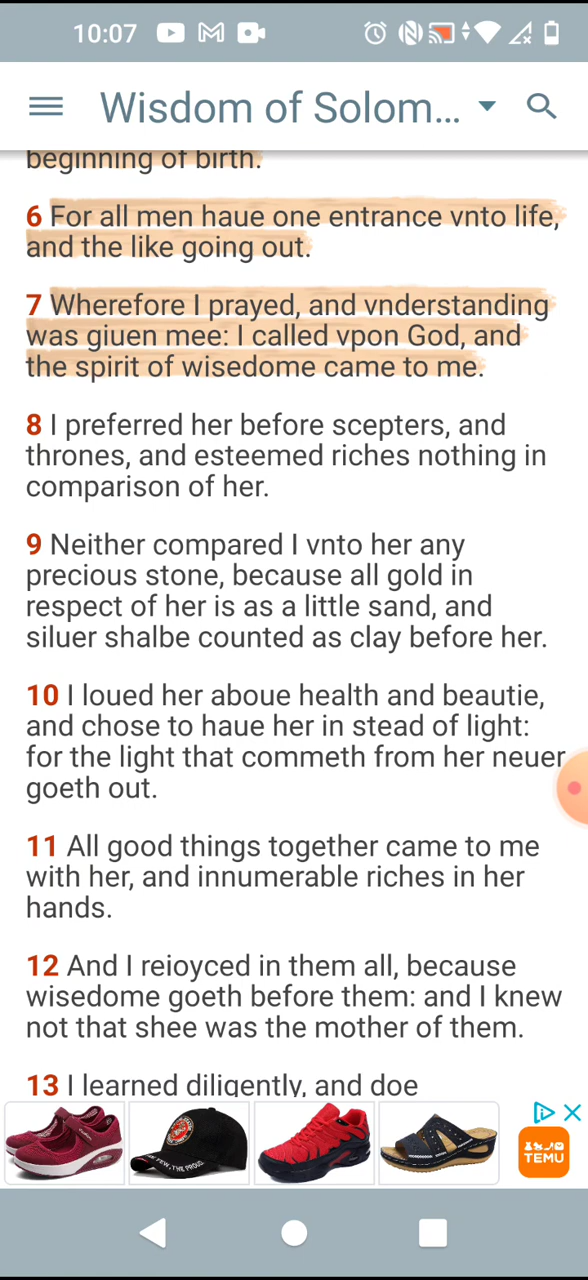 10:07
Wisdom of Solom...
beginning of birth.
6 For all men haue one entrance vnto life,
and the like going out.
7 Wherefore I prayed, and vnderstanding
was giuen mee: I called vpon God, and
the spirit of wisedome came to me.
8 I preferred her before scepters, and
thrones, and esteemed riches nothing in
comparison of her.
9 Neither compared I vnto her any
precious stone, because all gold in
respect of her is as a little sand, and
siluer shalbe counted as clay before her.
10 I loued her aboue health and beautie,
and chose to haue her in stead of light:
for the light that commeth from her neuer
goeth out.
11 All good things together came to me
with her, and innumerable riches in her
hands.
12 And I reioyced in them all, because
wisedome goeth before them: and I knew
not that shee was the mother of them.
13 I learned diligently, and doe
FEW, THE PROUD
TEMU